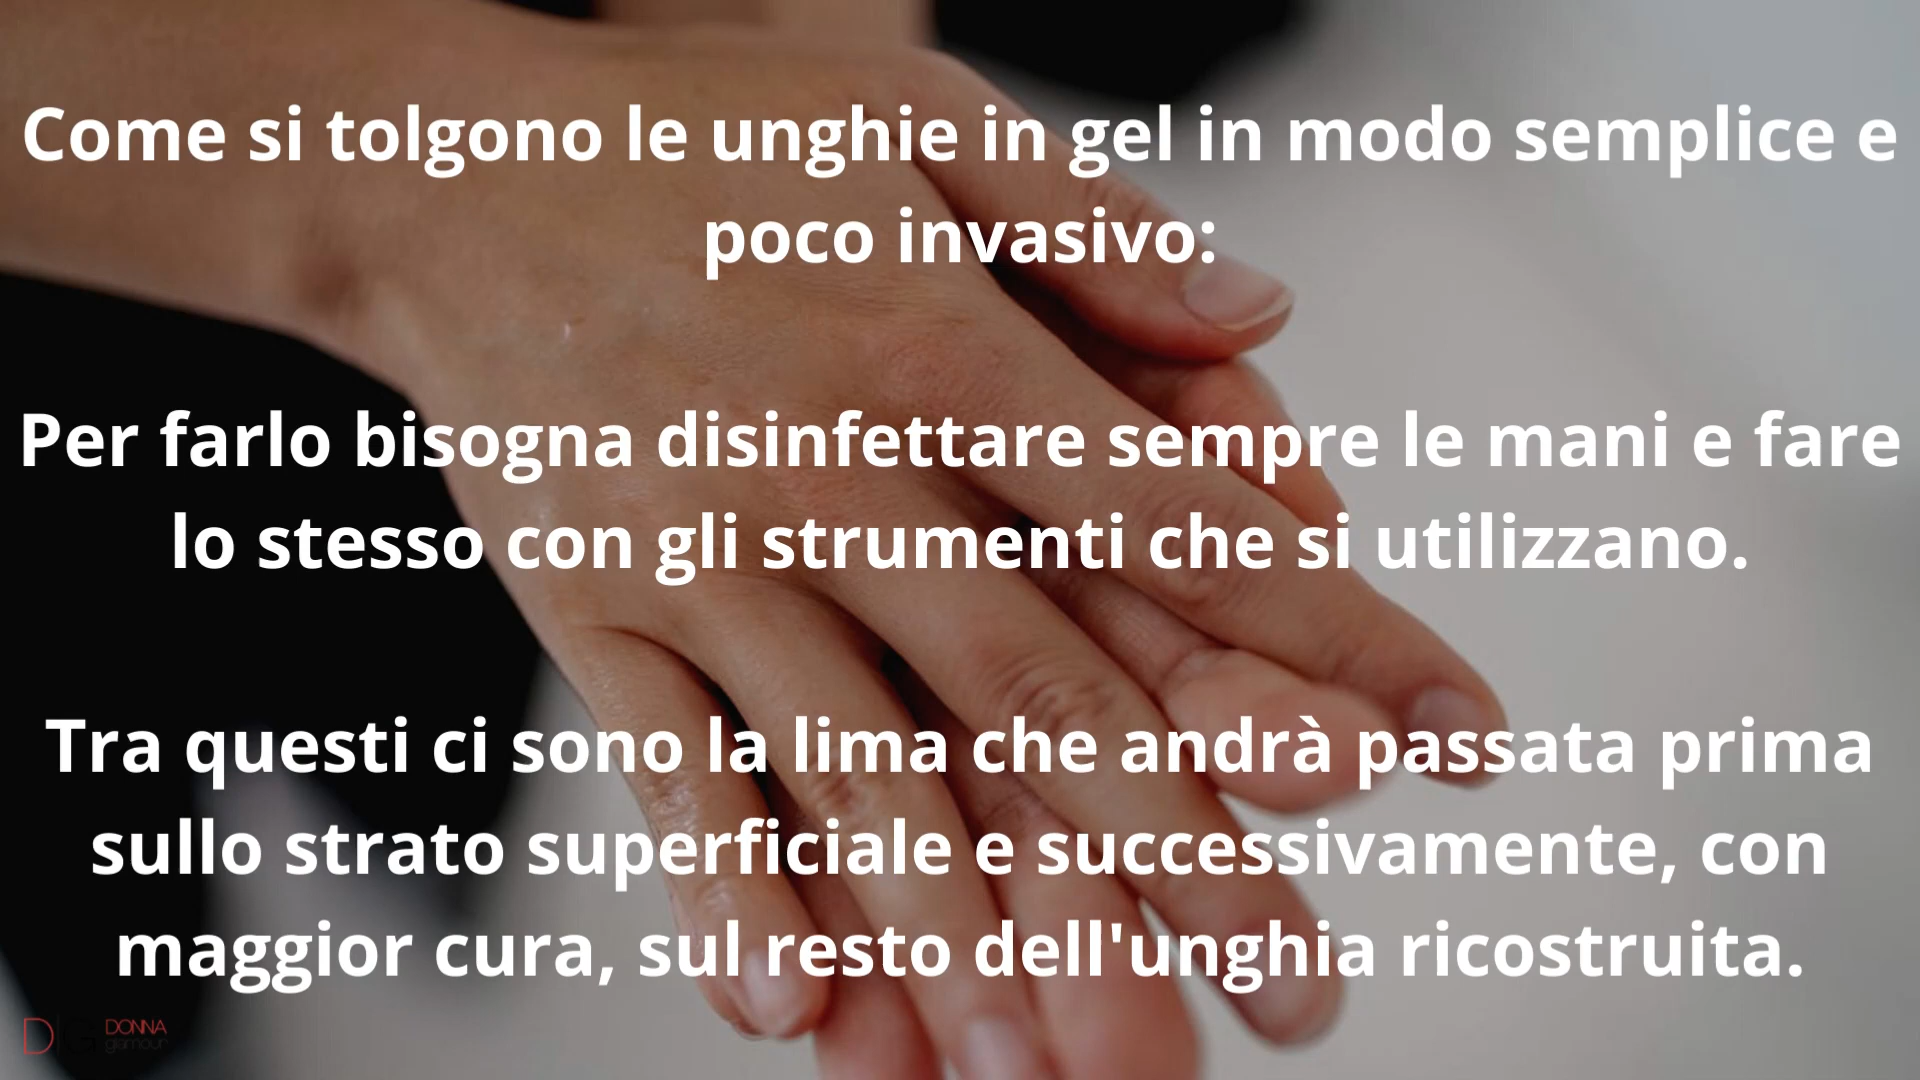 Come si tolgono le unghie in gel in modo semplice e
poco invasivo:
Per farlo bisogna disinfettare sempre le mani e fare
lo stesso con gli strumenti che si utilizzano.
Tra questi ci sono la lima che andrà passata prima
sullo strato superficiale e successivamente, con
maggior cura, sul resto dell'unghia ricostruita.
D|G DONNA
glamour